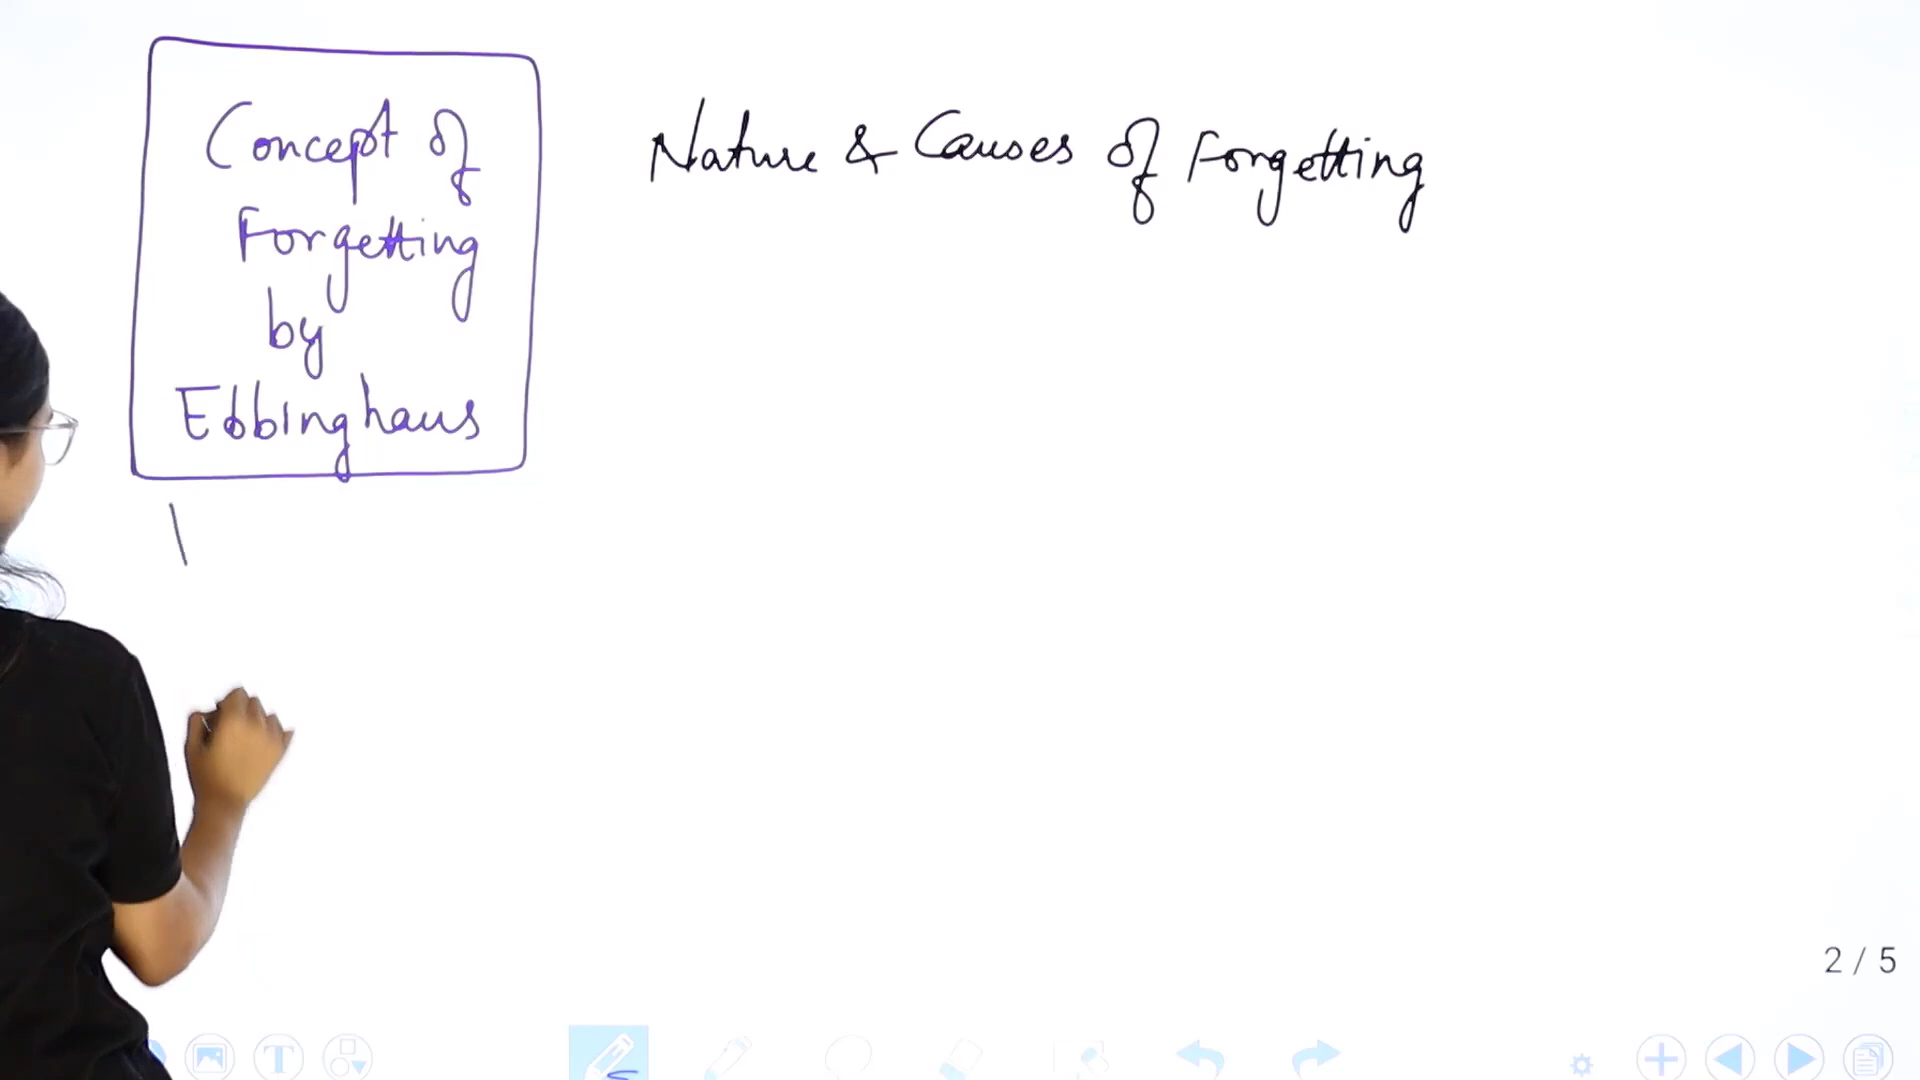 Concept of
Forgetting
by
Ebbinghaus
Nature & Causes of Forgetting
2 / 5
T